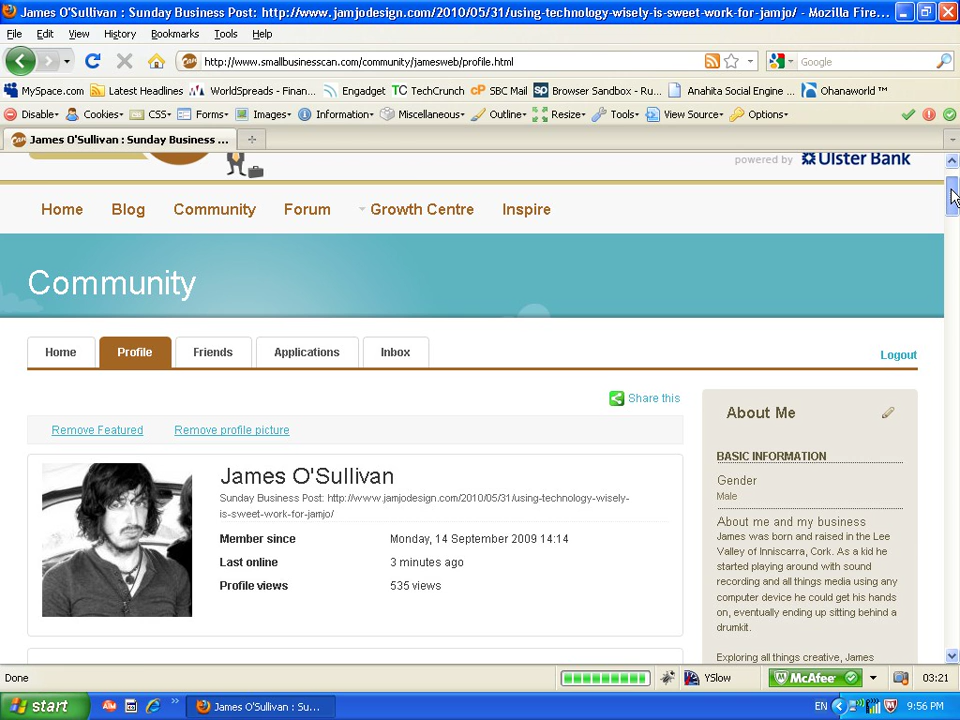 James O'Sullivan : Sunday Business Post: http://www.jamjodesign.com/2010/05/31/using-technology-wisely-is-sweet-work-for-jamjo/ - Mozilla Fire...
File Edit View History Bookmarks Tools Help
http://www.smallbusinesscan.com/community/jamesweb/profile.html
Google
MySpace.com Latest Headlines WorldSpreads - Finan... Engadget TC TechCrunch cP SBC Mail sp Browser Sandbox - Ru... Anahita Social Engine ... Ohanaworld ™
Disable Cookies CSS Forms Images Information Miscellaneous Outline Resize Tools View Source Options
James O'Sullivan : Sunday Business ...
powered by Ulster Bank
Home Blog Community Forum Growth Centre Inspire
Community
Home Profile Friends Applications Inbox
Logout
Share this
Remove Featured Remove profile picture
James O'Sullivan
Sunday Business Post: http://www.jamjodesign.com/2010/05/31/using-technology-wisely-
is-sweet-work-for-jamjo/
Member since Monday, 14 September 2009 14:14
Last online 3 minutes ago
Profile views 535 views
About Me
BASIC INFORMATION
Gender
Male
About me and my business
James was born and raised in the Lee
Valley of Inniscarra, Cork. As a kid he
started playing around with sound
recording and all things media using any
computer device he could get his hands
on, eventually ending up sitting behind a
drumkit.
Exploring all things creative, James
Done
YSlow
McAfee
03:21
start
James O'Sullivan : Su...
EN
9:56 PM